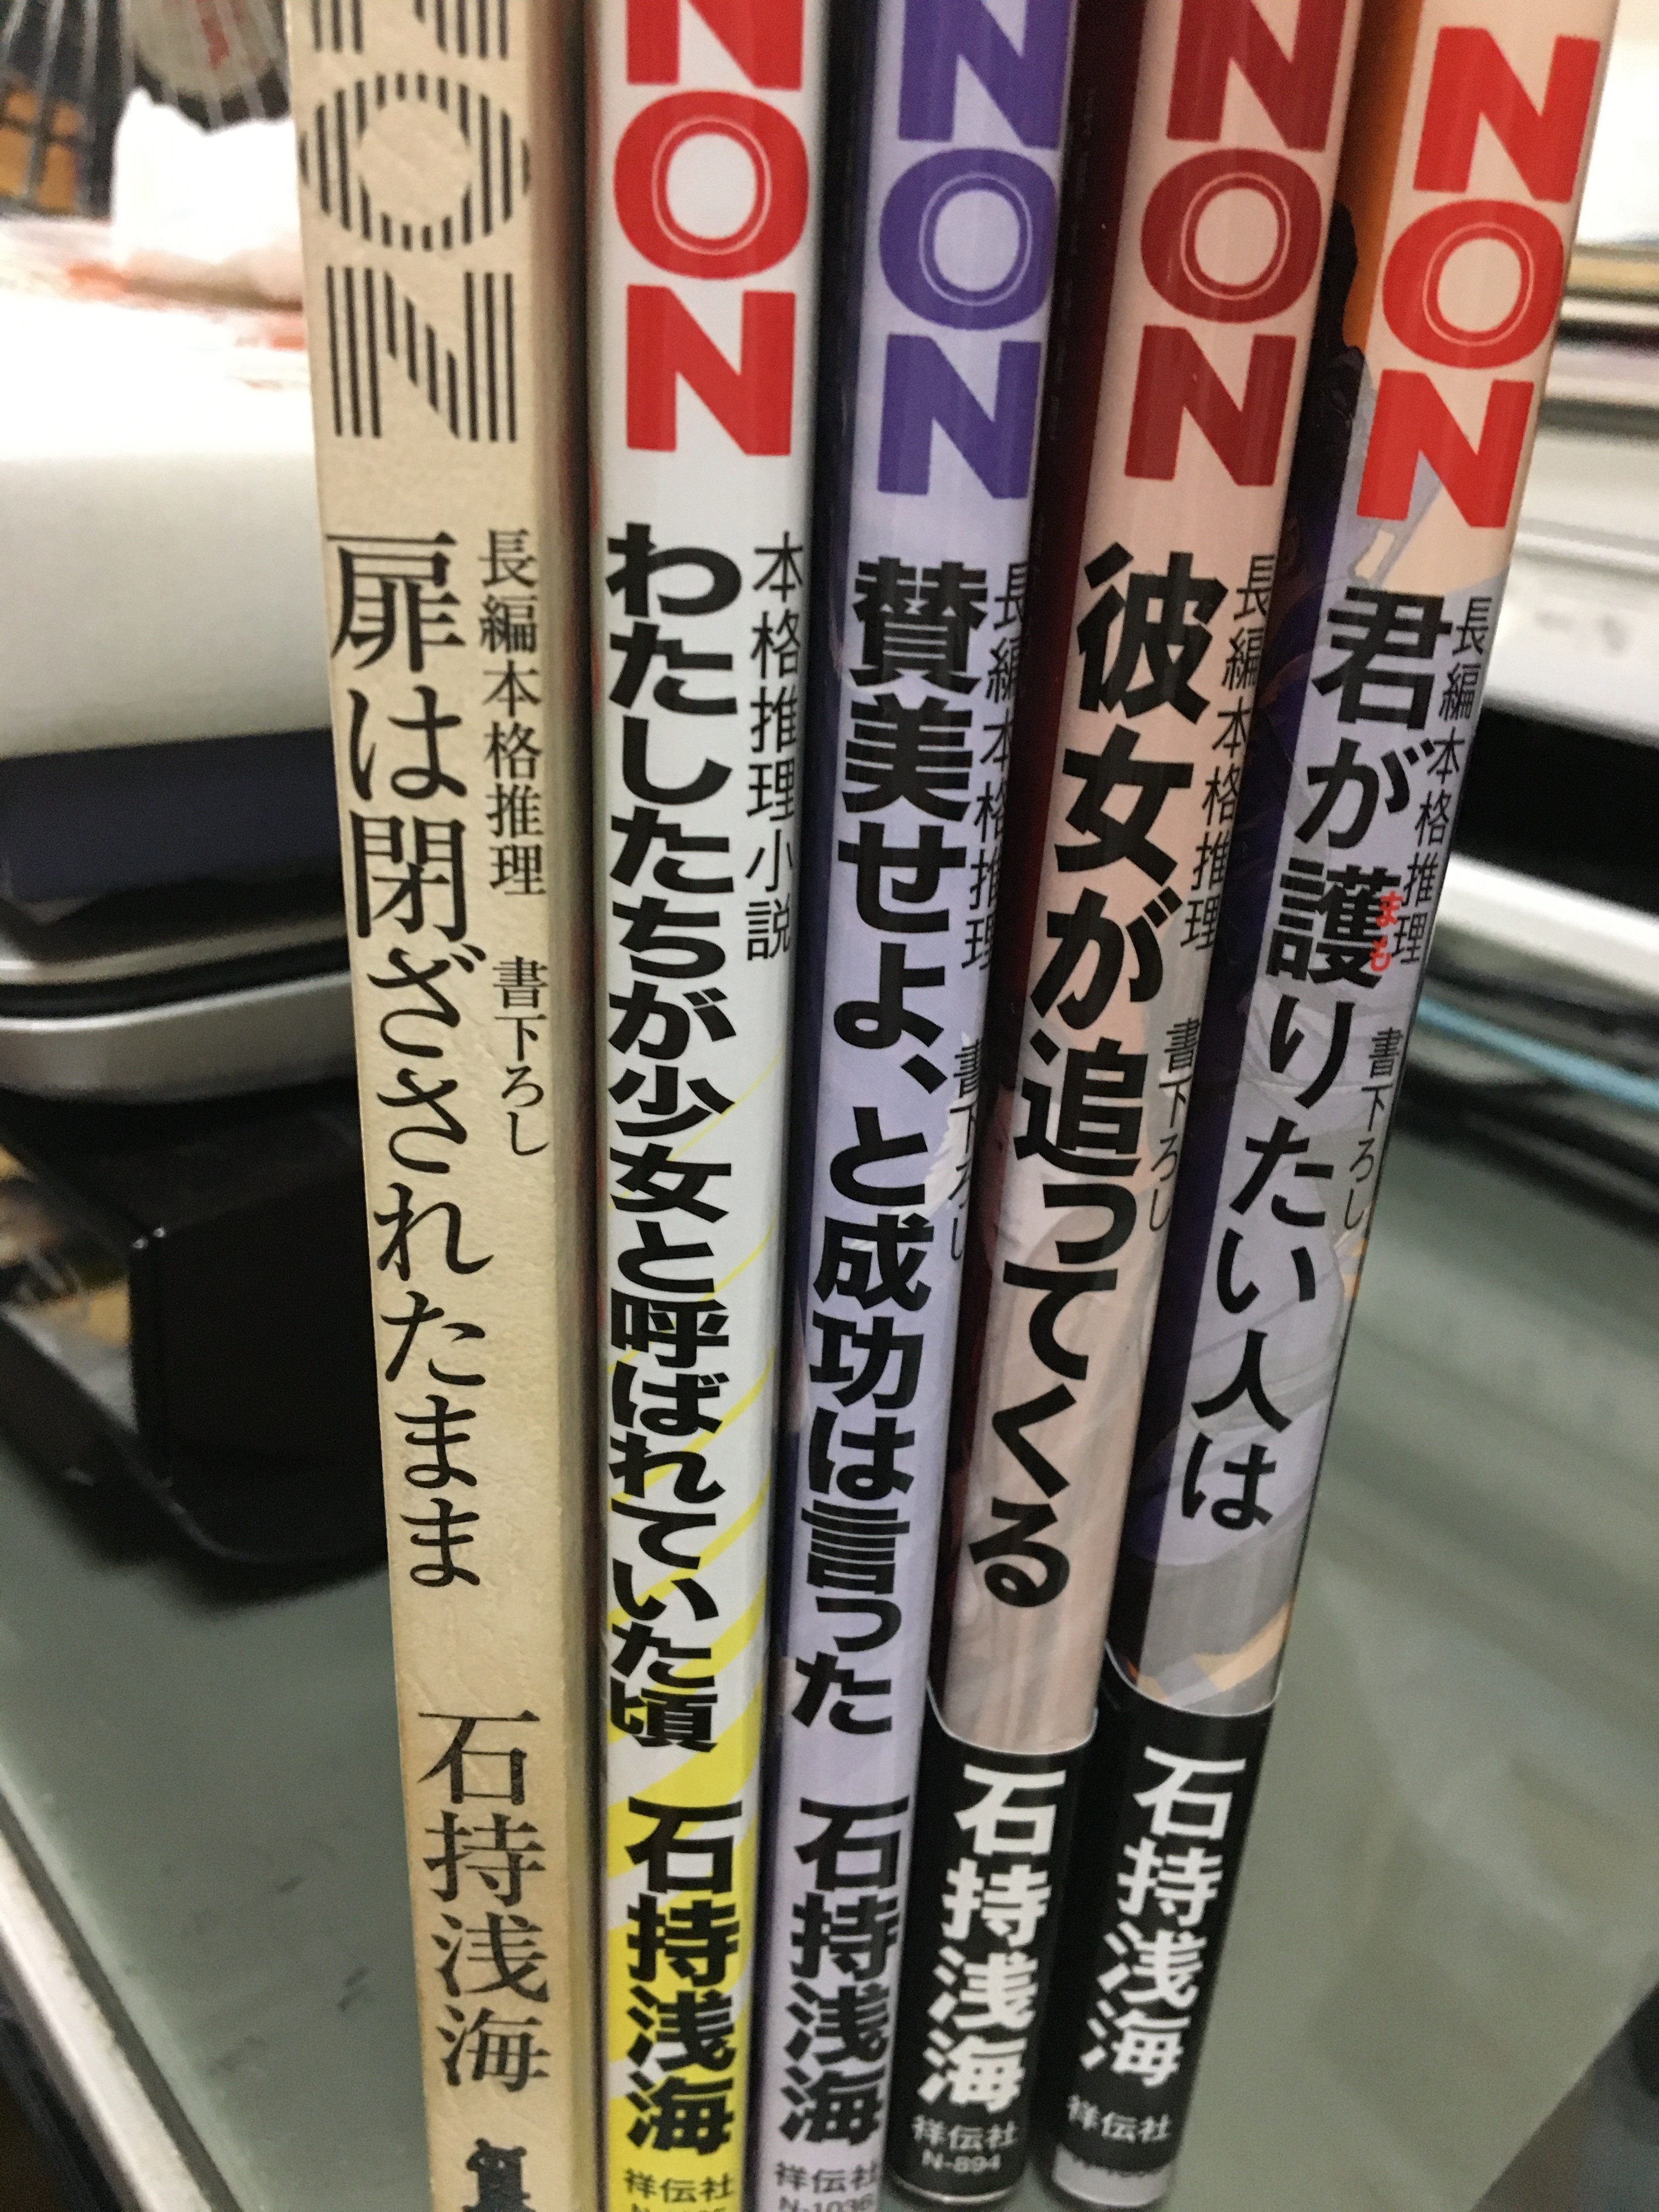 NON
長編本格推理 書下ろし
扉は閉ざされたまま
石持浅海
NON
本格推理小説
わたしたちが少女と呼ばれていた頃
石持浅海
祥伝社
NON
長編本格推理 書下ろし
賛美せよ、と成功は言った
石持浅海
祥伝社
N-1036
NON
長編本格推理 書下ろし
彼女が追ってくる
石持浅海
祥伝社
N-894
NON
長編本格推理 書下ろし
君が護りたい人は
まも
石持浅海
祥伝社